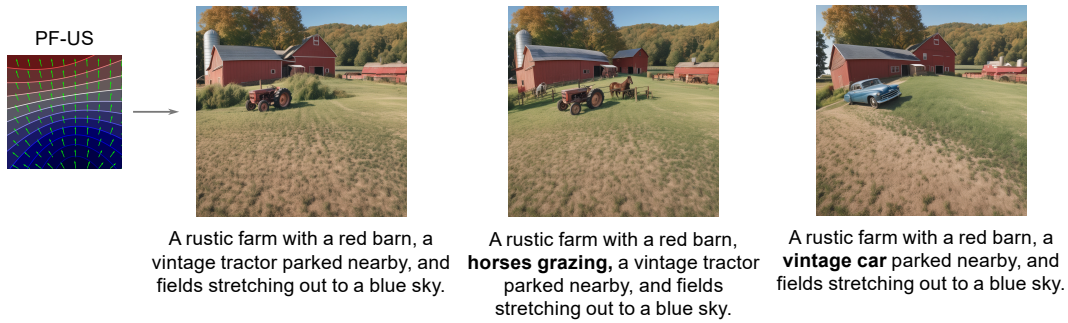 PF-US
A rustic farm with a red barn, a
vintage tractor parked nearby, and
fields stretching out to a blue sky.
A rustic farm with a red barn,
horses grazing, a vintage tractor
parked nearby, and fields
stretching out to a blue sky.
A rustic farm with a red barn, a
vintage car parked nearby, and
fields stretching out to a blue sky.